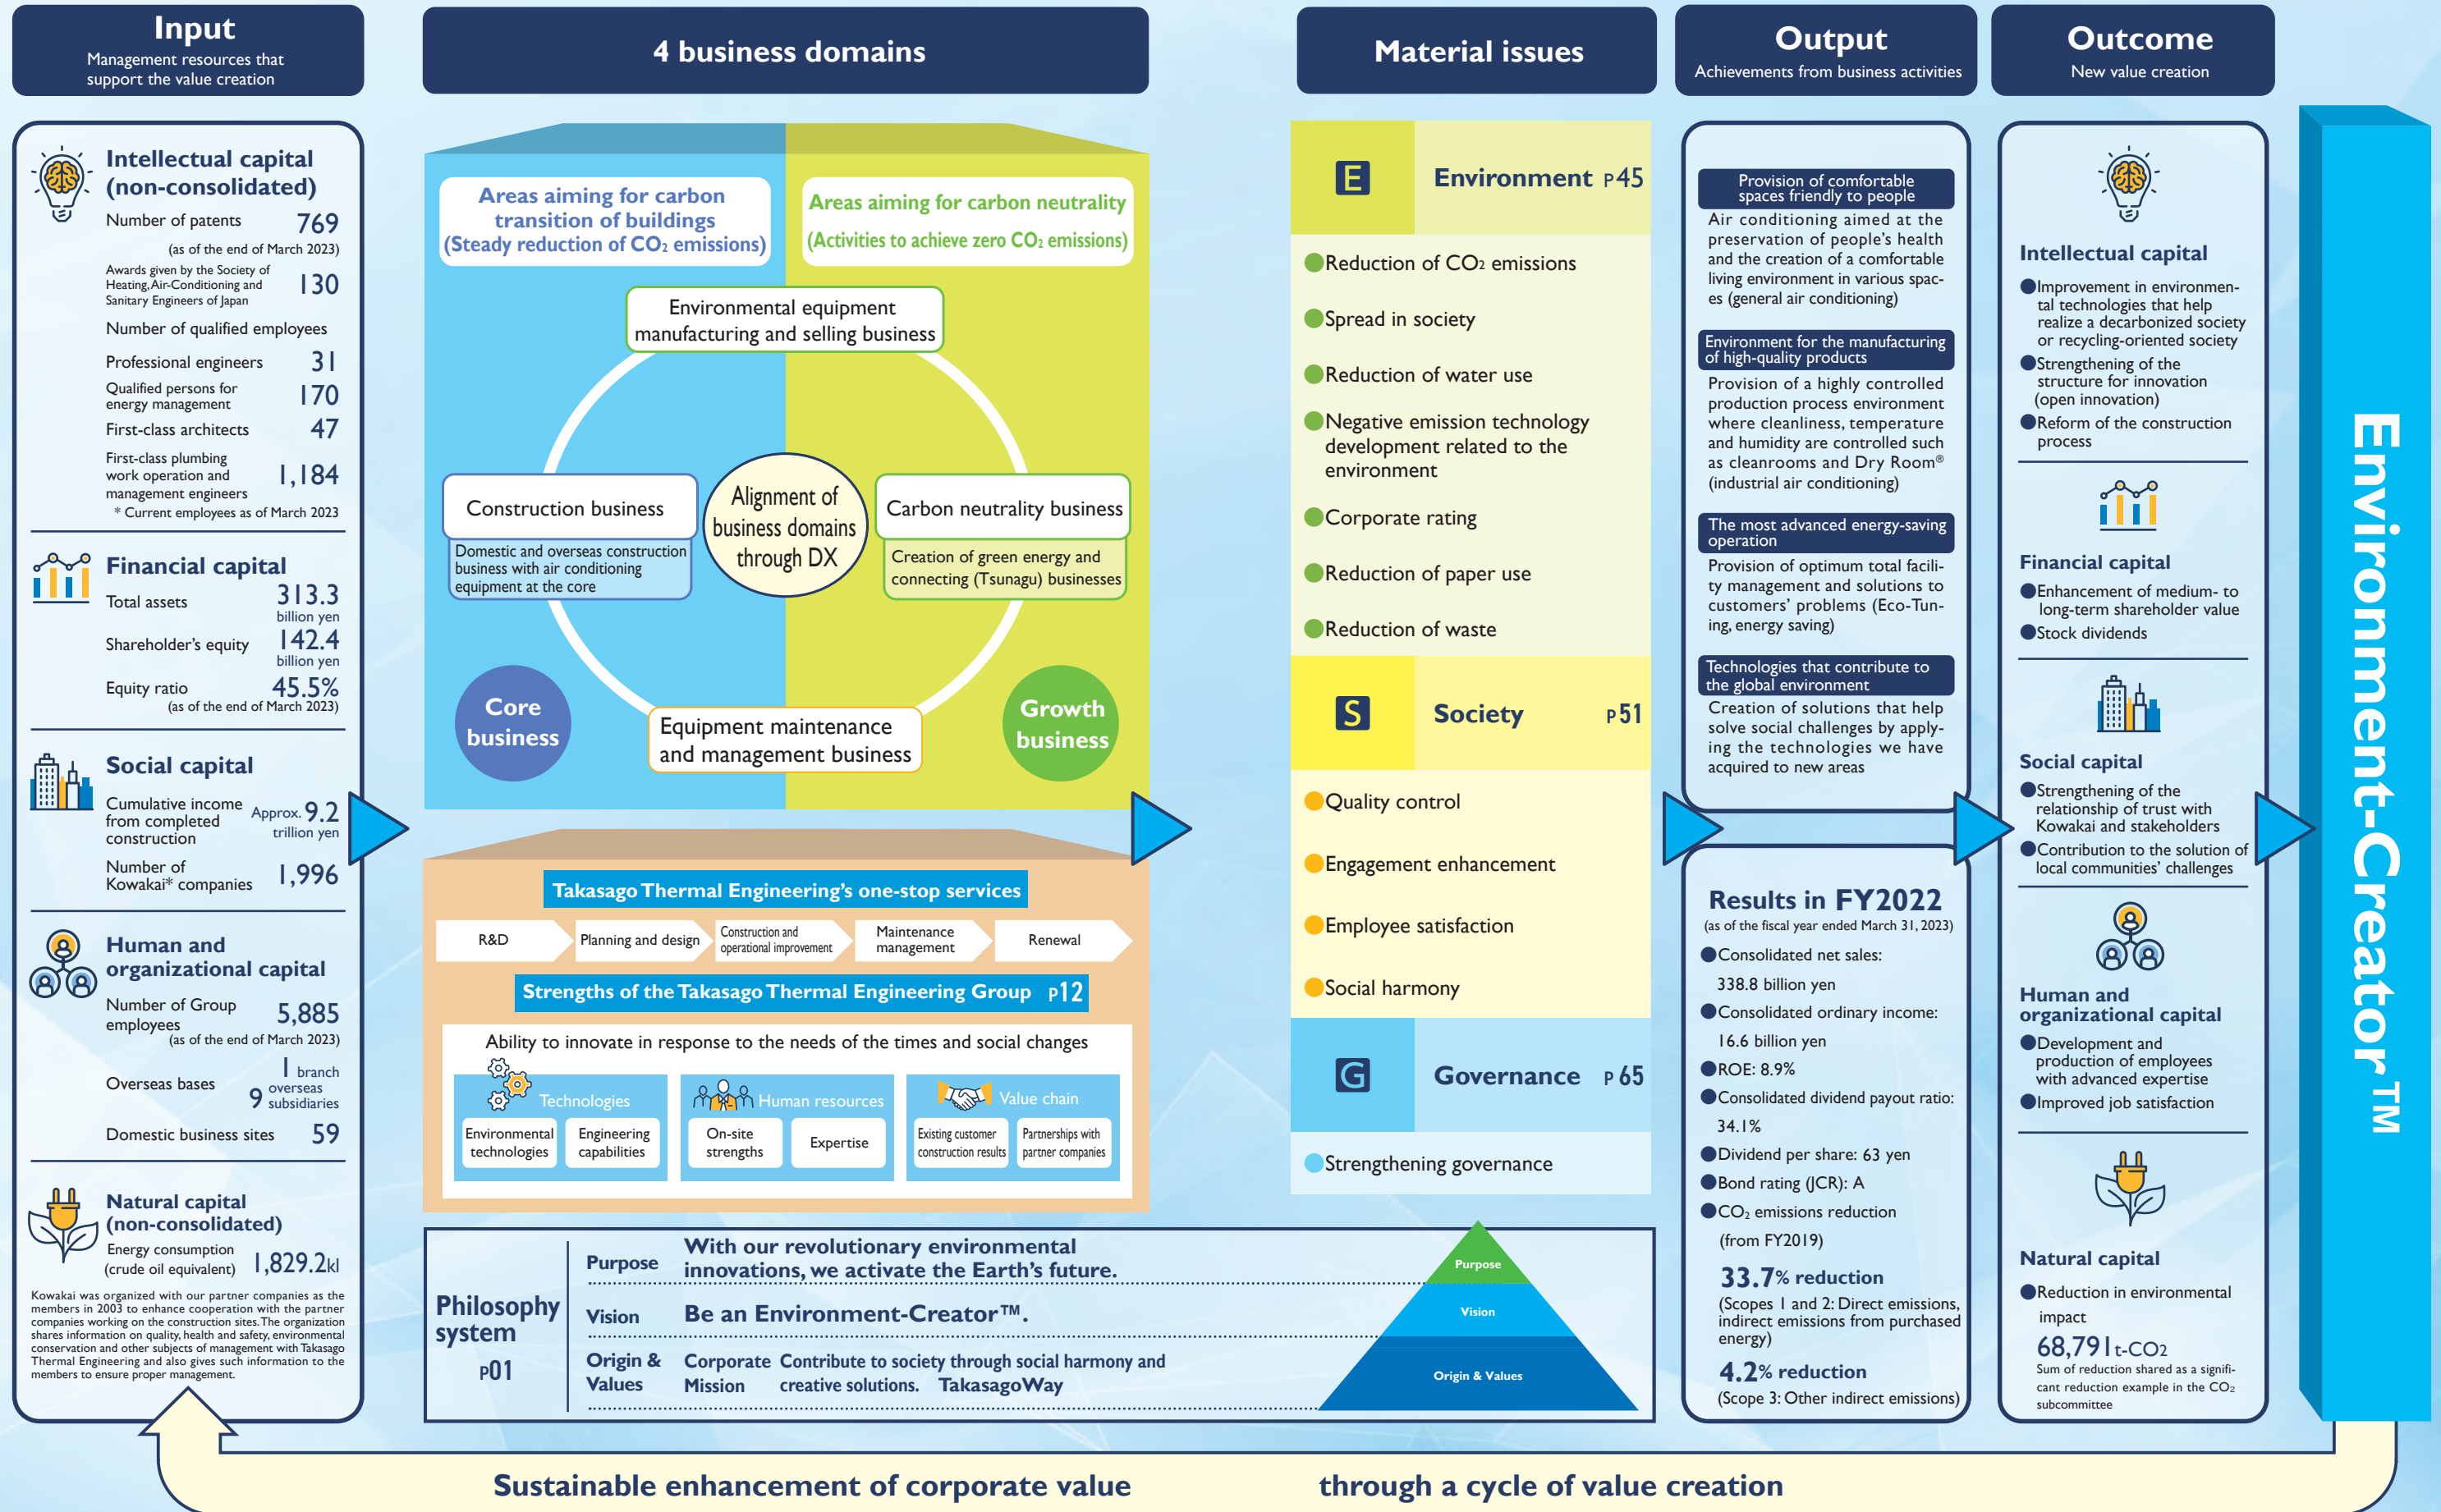 Input
Management resources that
support the value creation
Intellectual capital
(non-consolidated)
Number of patents 769
(as of the end of March 2023)
Awards given by the Society of
Heating, Air-Conditioning and
Sanitary Engineers of Japan 130
Number of qualified employees
Professional engineers 31
Qualified persons for
energy management 170
First-class architects 47
First-class plumbing
work operation and
management engineers 1,184
* Current employees as of March 2023
Financial capital
Total assets 313.3
billion yen
Shareholder's equity 142.4
billion yen
Equity ratio 45.5%
(as of the end of March 2023)
Social capital
Cumulative income
from completed
construction
Approx. 9.2
trillion yen
Number of
Kowakai* companies 1,996
Human and
organizational capital
Number of Group
employees 5,885
(as of the end of March 2023)
Overseas bases
1 branch
9 overseas
subsidiaries
Domestic business sites 59
Natural capital
(non-consolidated)
Energy consumption
(crude oil equivalent) 1,829.2kl
Kowakai was organized with our partner companies as the
members in 2003 to enhance cooperation with the partner
companies working on the construction sites. The organization
shares information on quality, health and safety, environmental
conservation and other subjects of management with Takasago
Thermal Engineering and also gives such information to the
members to ensure proper management.
4 business domains
Areas aiming for carbon
transition of buildings
(Steady reduction of CO2 emissions)
Areas aiming for carbon neutrality
(Activities to achieve zero CO2 emissions)
Environmental equipment
manufacturing and selling business
Construction business
Domestic and overseas construction
business with air conditioning
equipment at the core
Alignment of
business domains
through DX
Carbon neutrality business
Creation of green energy and
connecting (Tsunagu) businesses
Core
business
Equipment maintenance
and management business
Growth
business
Takasago Thermal Engineering's one-stop services
R&D
Planning and design
Construction and
operational improvement
Maintenance
management
Renewal
Strengths of the Takasago Thermal Engineering Group P12
Ability to innovate in response to the needs of the times and social changes
Technologies
Environmental
technologies
Engineering
capabilities
Human resources
On-site
strengths
Expertise
Value chain
Existing customer
construction results
Partnerships with
partner companies
Philosophy
system
P01
Purpose
With our revolutionary environmental
innovations, we activate the Earth's future.
Vision
Be an Environment-Creator™.
Origin &
Values
Corporate
Mission
Contribute to society through social harmony and
creative solutions. TakasagoWay
Purpose
Vision
Origin & Values
Material issues
E Environment P45
●Reduction of CO2 emissions
●Spread in society
●Reduction of water use
●Negative emission technology
development related to the
environment
●Corporate rating
●Reduction of paper use
●Reduction of waste
S Society P51
●Quality control
●Engagement enhancement
●Employee satisfaction
●Social harmony
G Governance P 65
●Strengthening governance
Output
Achievements from business activities
Provision of comfortable
spaces friendly to people
Air conditioning aimed at the
preservation of people's health
and the creation of a comfortable
living environment in various spac-
es (general air conditioning)
Environment for the manufacturing
of high-quality products
Provision of a highly controlled
production process environment
where cleanliness, temperature
and humidity are controlled such
as cleanrooms and Dry Room®
(industrial air conditioning)
The most advanced energy-saving
operation
Provision of optimum total facili-
ty management and solutions to
customers' problems (Eco-Tun-
ing, energy saving)
Technologies that contribute to
the global environment
Creation of solutions that help
solve social challenges by apply-
ing the technologies we have
acquired to new areas
Results in FY2022
(as of the fiscal year ended March 31, 2023)
●Consolidated net sales:
338.8 billion yen
●Consolidated ordinary income:
16.6 billion yen
●ROE: 8.9%
●Consolidated dividend payout ratio:
34.1%
●Dividend per share: 63 yen
●Bond rating (JCR): A
●CO2 emissions reduction
(from FY2019)
33.7% reduction
(Scopes 1 and 2: Direct emissions,
indirect emissions from purchased
energy)
4.2% reduction
(Scope 3: Other indirect emissions)
Outcome
New value creation
Intellectual capital
●Improvement in environmen-
tal technologies that help
realize a decarbonized society
or recycling-oriented society
●Strengthening of the
structure for innovation
(open innovation)
●Reform of the construction
process
Financial capital
●Enhancement of medium- to
long-term shareholder value
●Stock dividends
Social capital
●Strengthening of the
relationship of trust with
Kowakai and stakeholders
●Contribution to the solution of
local communities' challenges
Human and
organizational capital
●Development and
production of employees
with advanced expertise
●Improved job satisfaction
Natural capital
●Reduction in environmental
impact
68,791t-CO2
Sum of reduction shared as a signifi-
cant reduction example in the CO2
subcommittee
Environment-Creator™
Sustainable enhancement of corporate value through a cycle of value creation